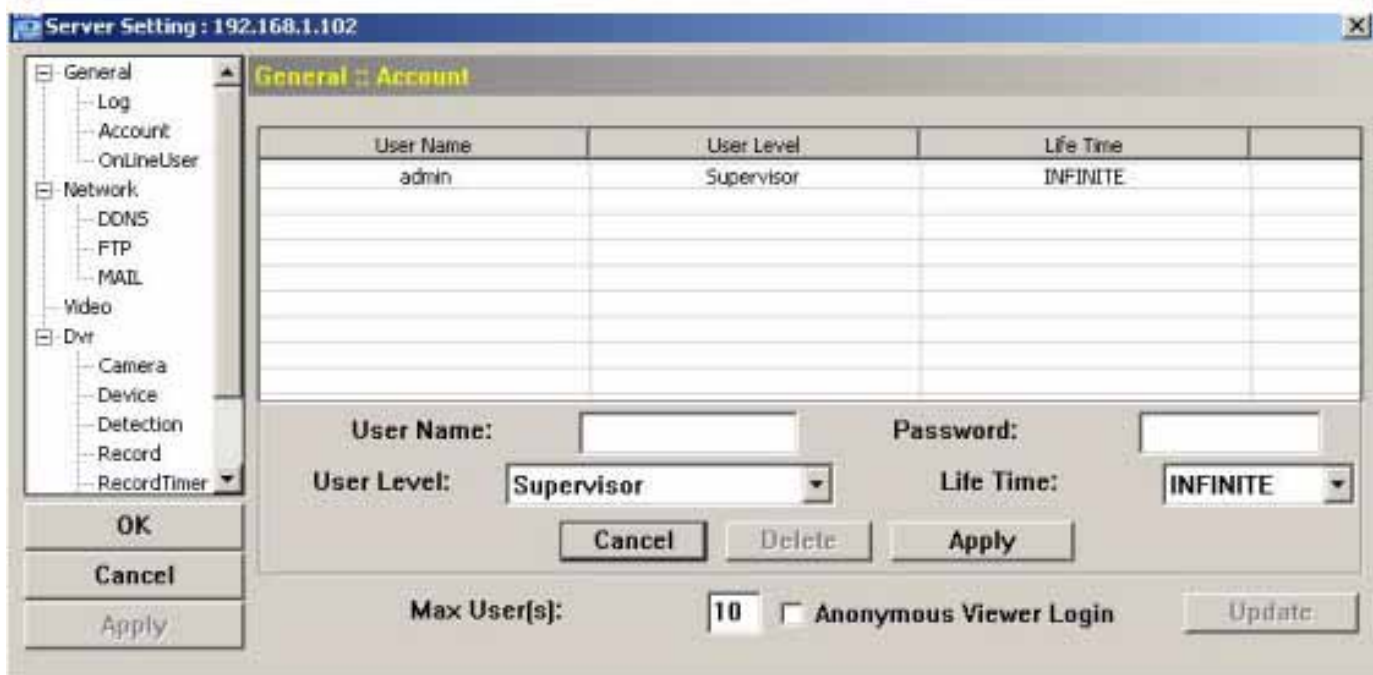 Server Setting : 192.168.1.102
General
Log
Account
OnLineUser
Network
DDNS
FTP
MAIL
Video
Dvr
Camera
Device
Detection
Record
RecordTimer
OK
Cancel
Apply
General :: Account
User Name User Level Life Time
admin Supervisor INFINITE
User Name: Password:
User Level: Supervisor Life Time: INFINITE
Cancel Delete Apply
Max User(s): 10 Anonymous Viewer Login Update